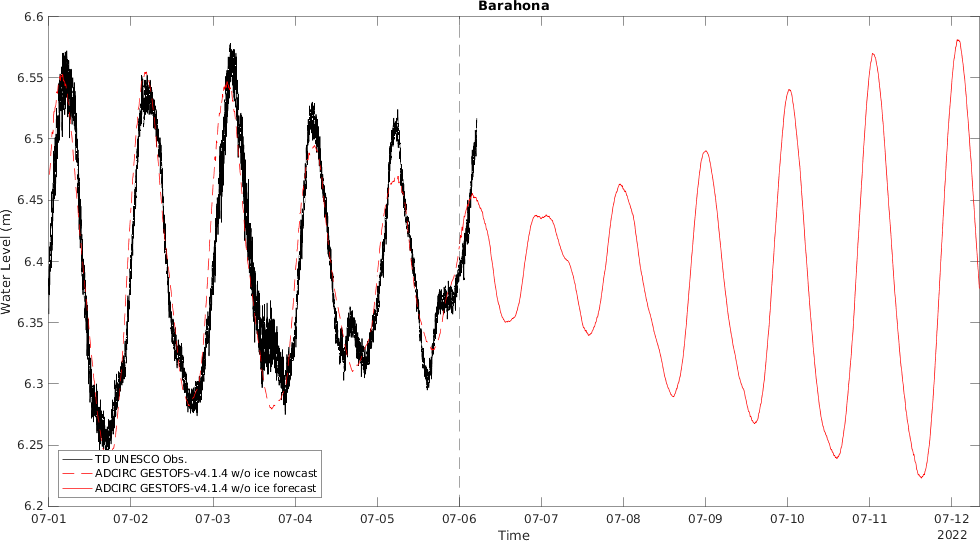 Barahona
6.6
6.55
6.5
6.45
6.4
6.35
6.3
6.25
6.2
Water Level (m)
TD UNESCO Obs.
ADCIRC GESTOFS-v4.1.4 w/o ice nowcast
ADCIRC GESTOFS-v4.1.4 w/o ice forecast
07-01 07-02 07-03 07-04 07-05 07-06 07-07 07-08 07-09 07-10 07-11 07-12
Time
2022